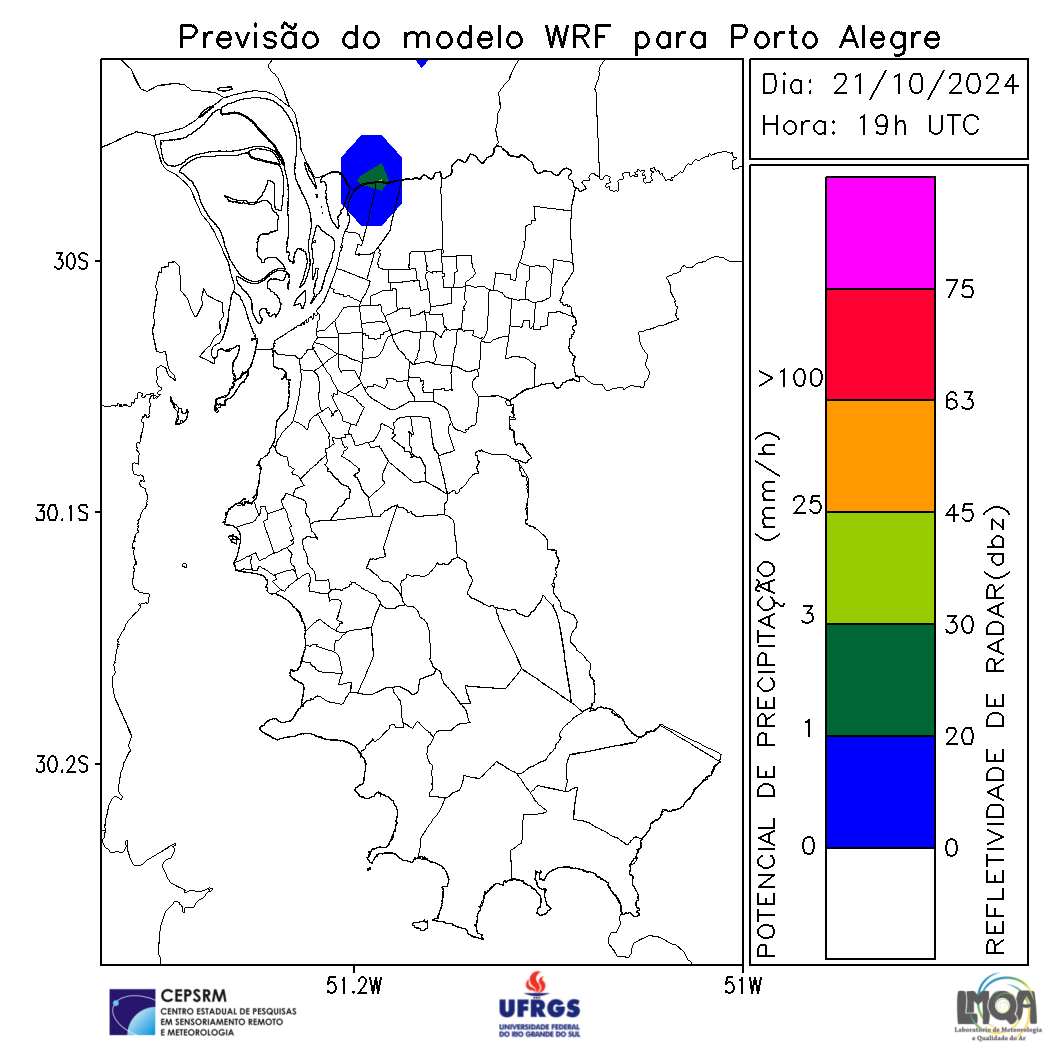 Previsão do modelo WRF para Porto Alegre
Dia: 21/10/2024
Hora: 19h UTC
30S
30.1S
30.2S
51.2W
51W
POTENCIAL DE PRECIPITAÇÃO (mm/h)
>100
25
3
1
0
75
63
45
30
20
0
REFLETIVIDADE DE RADAR(dbz)
CEPSRM
CENTRO ESTADUAL DE PESQUISAS
EM SENSORIAMENTO REMOTO
E METEOROLOGIA
UFRGS
UNIVERSIDADE FEDERAL
DO RIO GRANDE DO SUL
LMQA
Laboratório de Meteorologia
e Qualidade do Ar